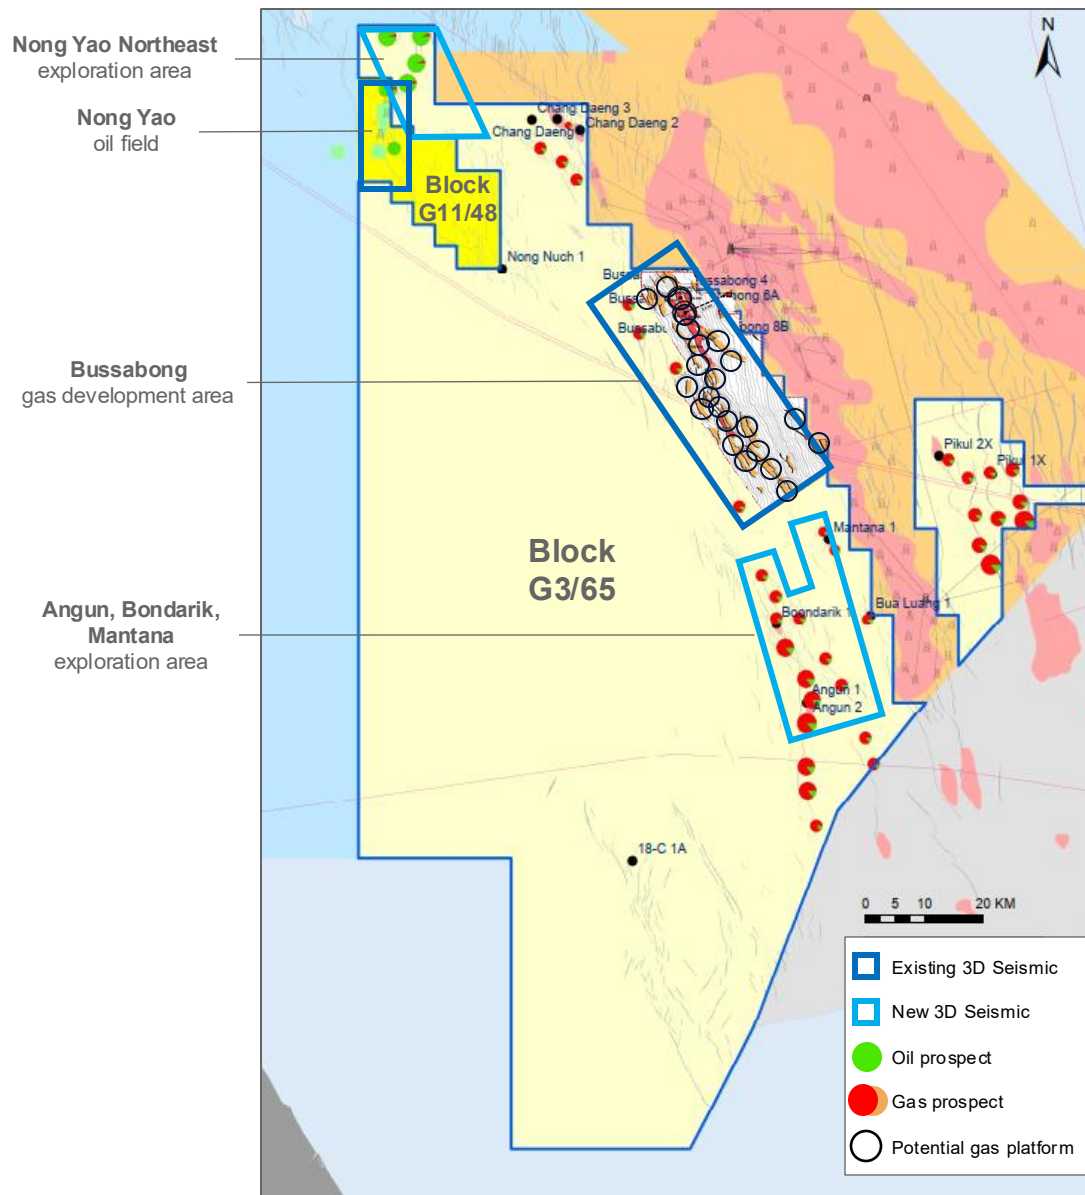 N
Nong Yao Northeast
exploration area
Nong Yao
oil field
Chang Daeng 3
Chang Daeng
Chang Daeng 2
Block
G11/48
Nong Nuch 1
Bussabong
gas development area
Pikul 2X
Pikul 1X
Mantana 1
Block
G3/65
Angun, Bondarik,
Mantana
exploration area
Bua Luang 1
Boondarik 1
Angun 1
Angun 2
18-C 1A
0 5 10 20 KM
Existing 3D Seismic
New 3D Seismic
Oil prospect
Gas prospect
Potential gas platform